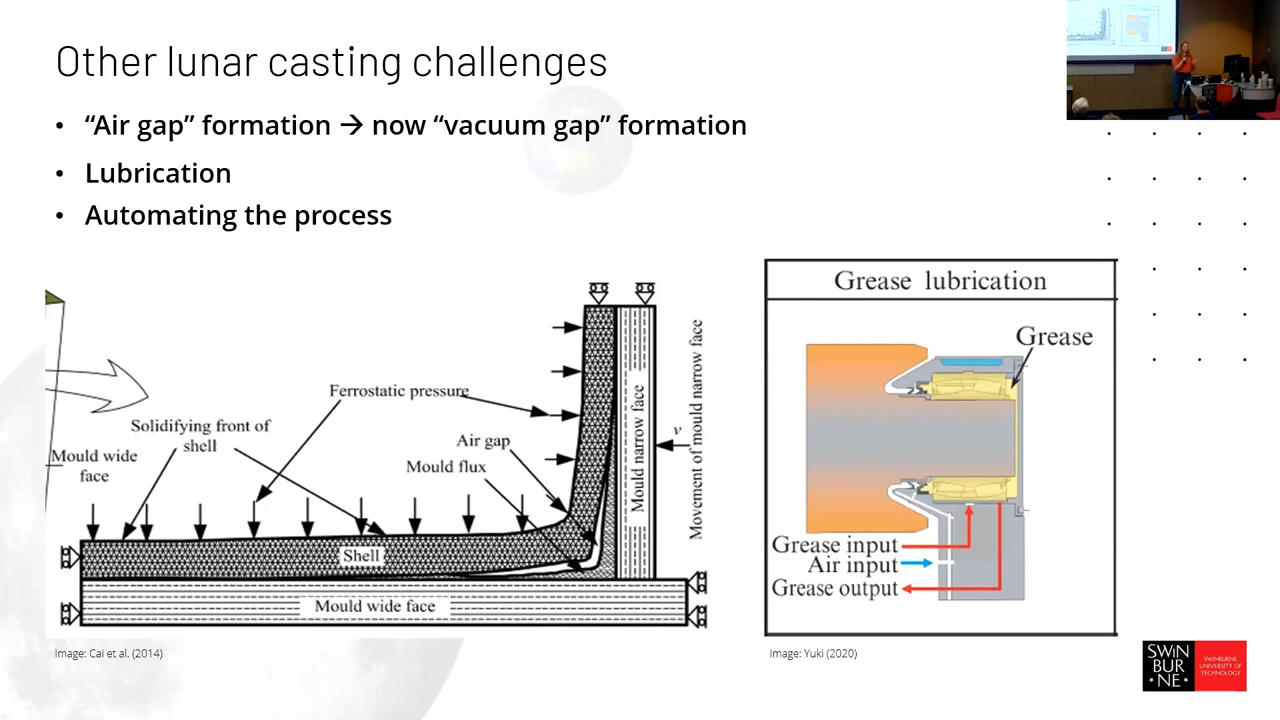 Other lunar casting challenges
• “Air gap” formation → now “vacuum gap” formation
• Lubrication
• Automating the process
Ferrostatic pressure
Solidifying front of
shell
Mould wide
face
Air gap
Mould flux
Shell
Mould wide face
Mould narrow face
v
Movement of mould narrow face
Image: Cai et al. (2014)
Grease lubrication
Grease
Grease input
Air input
Grease output
Image: Yuki (2020)
SWIN
BUR
NE
SWINBURNE
UNIVERSITY OF
TECHNOLOGY